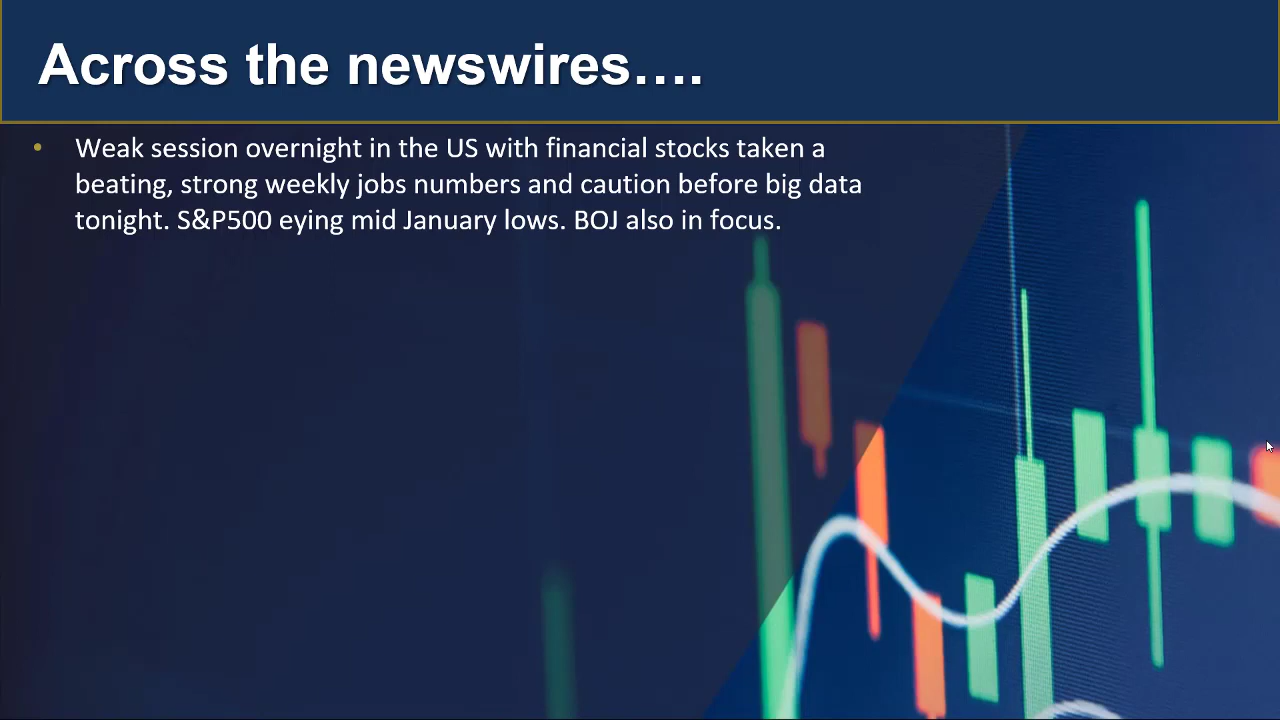 Across the newswires….
• Weak session overnight in the US with financial stocks taken a
beating, strong weekly jobs numbers and caution before big data
tonight. S&P500 eying mid January lows. BOJ also in focus.